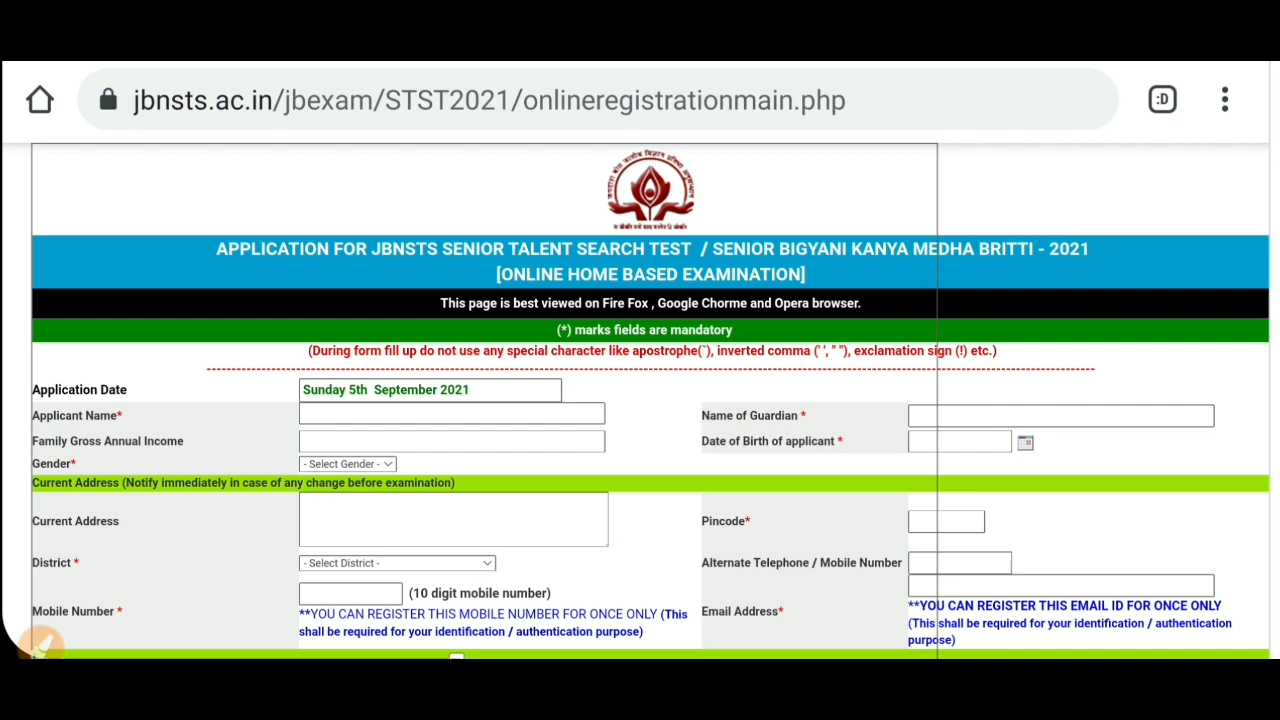 :D
jbnsts.ac.in/jbexam/STST2021/onlineregistrationmain.php
APPLICATION FOR JBNSTS SENIOR TALENT SEARCH TEST / SENIOR BIGYANI KANYA MEDHA BRITTI - 2021
[ONLINE HOME BASED EXAMINATION]
This page is best viewed on Fire Fox , Google Chorme and Opera browser.
(*) marks fields are mandatory
(During form fill up do not use any special character like apostrophe(`), inverted comma (' ', " "), exclamation sign (!) etc.)
Application Date Sunday 5th September 2021
Applicant Name* Name of Guardian *
Family Gross Annual Income Date of Birth of applicant *
Gender* - Select Gender -
Current Address (Notify immediately in case of any change before examination)
Current Address Pincode*
District * - Select District - Alternate Telephone / Mobile Number
(10 digit mobile number)
Mobile Number * **YOU CAN REGISTER THIS MOBILE NUMBER FOR ONCE ONLY (This
shall be required for your identification / authentication purpose)
Email Address* **YOU CAN REGISTER THIS EMAIL ID FOR ONCE ONLY
(This shall be required for your identification / authentication
purpose)